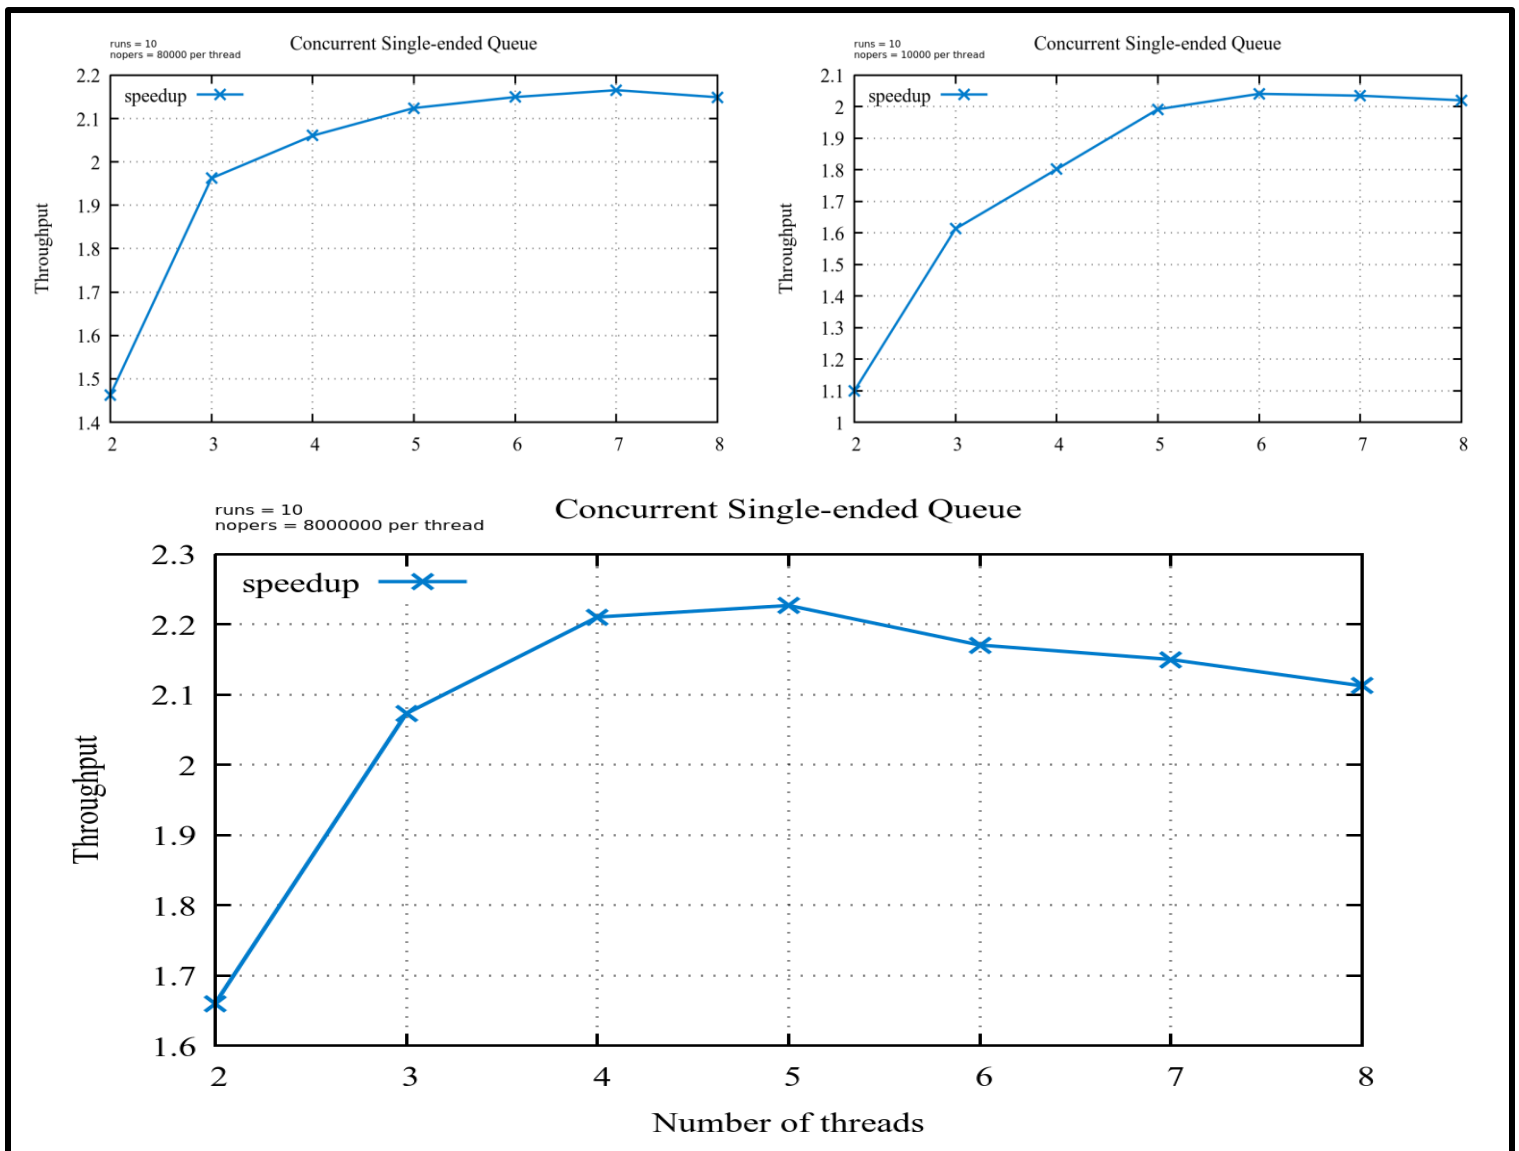 runs = 10
nopers = 80000 per thread
Concurrent Single-ended Queue
speedup
Throughput
2.2
2.1
2
1.9
1.8
1.7
1.6
1.5
1.4
2 3 4 5 6 7 8
runs = 10
nopers = 10000 per thread
Concurrent Single-ended Queue
speedup
Throughput
2.1
2
1.9
1.8
1.7
1.6
1.5
1.4
1.3
1.2
1.1
1
2 3 4 5 6 7 8
runs = 10
nopers = 8000000 per thread
Concurrent Single-ended Queue
speedup
Throughput
2.3
2.2
2.1
2
1.9
1.8
1.7
1.6
2 3 4 5 6 7 8
Number of threads